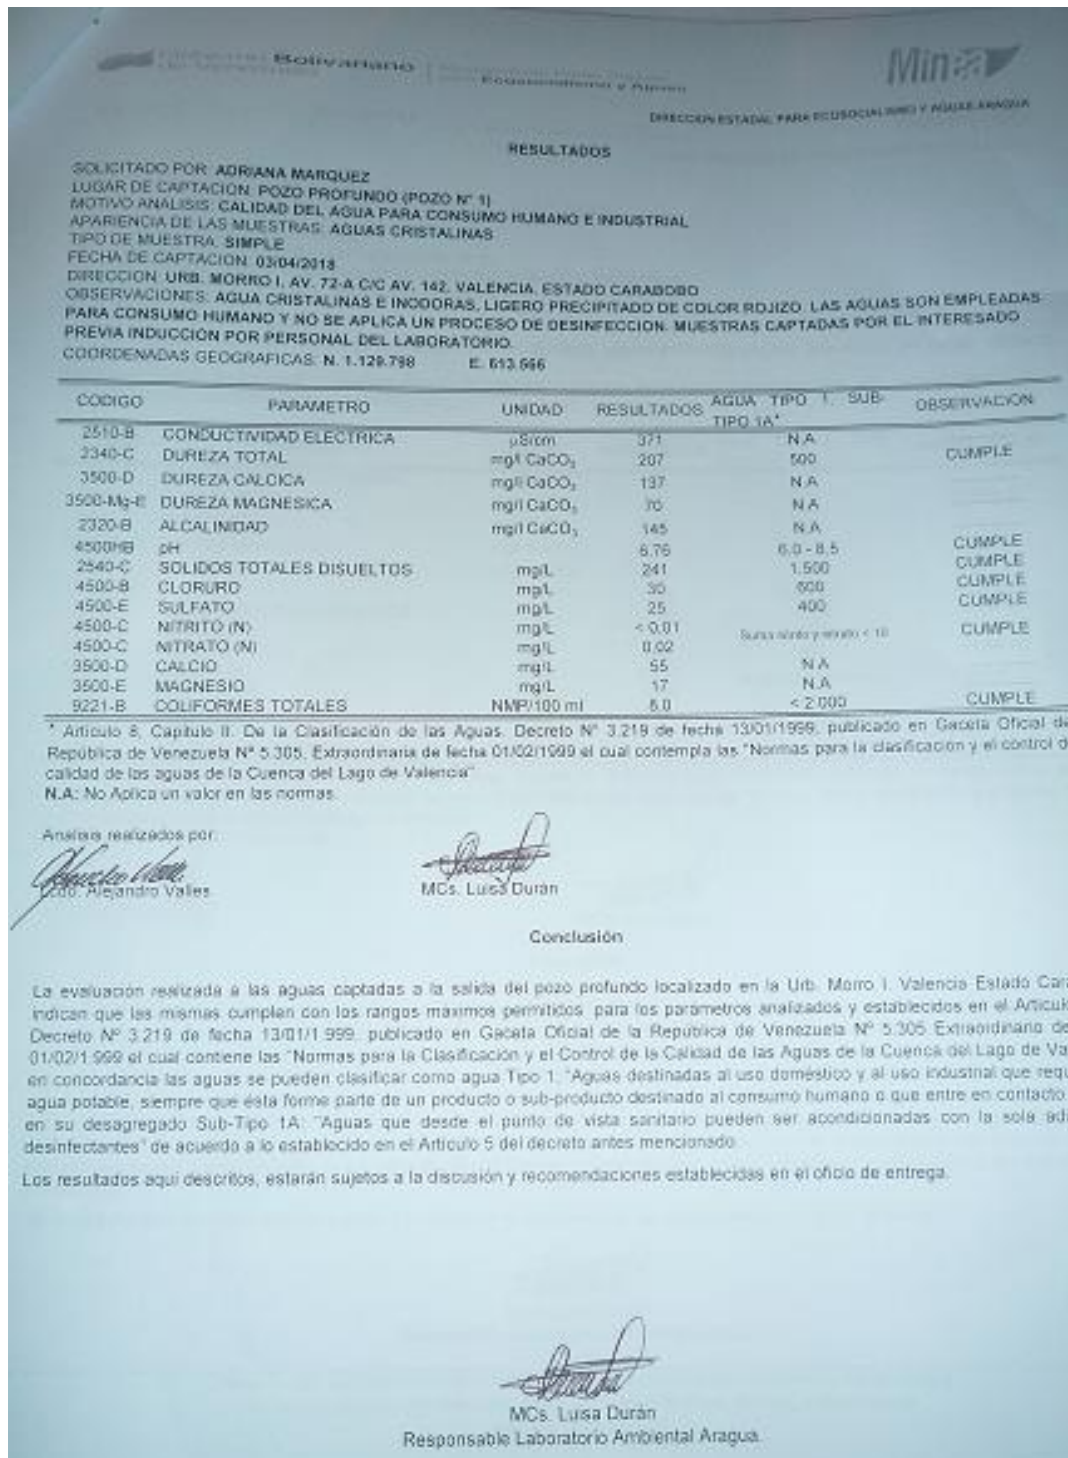 Bolivariano
Ecosocialismo y Aguas
Minea
DIRECCION ESTADAL PARA ECOSOCIALISMO Y AGUAS ARAGUA
RESULTADOS
SOLICITADO POR: ADRIANA MARQUEZ
LUGAR DE CAPTACION: POZO PROFUNDO (POZO N° 1)
MOTIVO ANALISIS: CALIDAD DEL AGUA PARA CONSUMO HUMANO E INDUSTRIAL
APARIENCIA DE LAS MUESTRAS: AGUAS CRISTALINAS
TIPO DE MUESTRA: SIMPLE
FECHA DE CAPTACION: 03/04/2018
DIRECCION: URB. MORRO I, AV. 72-A C/C AV. 142. VALENCIA, ESTADO CARABOBO
OBSERVACIONES: AGUA CRISTALINAS E INODORAS, LIGERO PRECIPITADO DE COLOR ROJIZO. LAS AGUAS SON EMPLEADAS
PARA CONSUMO HUMANO Y NO SE APLICA UN PROCESO DE DESINFECCION. MUESTRAS CAPTADAS POR EL INTERESADO
PREVIA INDUCCIÓN POR PERSONAL DEL LABORATORIO.
COORDENADAS GEOGRAFICAS: N. 1.129.798 E. 613.566
CODIGO PARAMETRO UNIDAD RESULTADOS AGUA TIPO 1, SUB-TIPO 1A* OBSERVACION
2510-B CONDUCTIVIDAD ELECTRICA µS/cm 371 N.A
2340-C DUREZA TOTAL mg/l CaCO₃ 207 500 CUMPLE
3500-D DUREZA CALCICA mg/l CaCO₃ 137 N.A
3500-Mg-E DUREZA MAGNESICA mg/l CaCO₃ 70 N.A
2320-B ALCALINIDAD mg/l CaCO₃ 145 N.A
4500HB pH 6.76 6.0 - 8,5 CUMPLE
2540-C SOLIDOS TOTALES DISUELTOS mg/L 241 1.500 CUMPLE
4500-B CLORURO mg/L 30 600 CUMPLE
4500-E SULFATO mg/L 25 400 CUMPLE
4500-C NITRITO (N) mg/L < 0,01 Suma nitrito y nitrato < 10 CUMPLE
4500-C NITRATO (N) mg/L 0,02
3500-D CALCIO mg/L 55 N.A
3500-E MAGNESIO mg/L 17 N.A
9221-B COLIFORMES TOTALES NMP/100 ml < 2.000 CUMPLE
* Articulo 8, Capitulo II. De la Clasificación de las Aguas. Decreto N° 3.219 de fecha 13/01/1999, publicado en Gaceta Oficial de
República de Venezuela N° 5.305. Extraordinaria de fecha 01/02/1999 el cual contempla las "Normas para la clasificación y el control d
calidad de las aguas de la Cuenca del Lago de Valencia"
N.A: No Aplica un valor en las normas.
Analisis realizados por:
Lcdo. Alejandro Valles
MCs. Luisa Durán
Conclusión
La evaluación realizada a las aguas captadas a la salida del pozo profundo localizado en la Urb. Morro I. Valencia Estado Cara
indican que las mismas cumplen con los rangos maximos permitidos para los parametros analizados y establecidos en el Articul
Decreto Nº 3.219 de fecha 13/01/1.999, publicado en Gaceta Oficial de la República de Venezuela N° 5.305 Extraordinario de
01/02/1.999 el cual contiene las "Normas para la Clasificación y el Control de la Calidad de las Aguas de la Cuenca del Lago de Va
en concordancia las aguas se pueden clasificar como agua Tipo 1: "Aguas destinadas al uso doméstico y al uso industrial que requ
agua potable, siempre que ésta forme parte de un producto o sub-producto destinado al consumo humano o que entre en contacto
en su desagregado Sub-Tipo 1A: "Aguas que desde el punto de vista sanitario pueden ser acondicionadas con la sola adi
desinfectantes" de acuerdo a lo establecido en el Articulo 5 del decreto antes mencionado.
Los resultados aqui descritos, estarán sujetos a la discusión y recomendaciones establecidas en el oficio de entrega.
MCs. Luisa Durán
Responsable Laboratorio Ambiental Aragua.